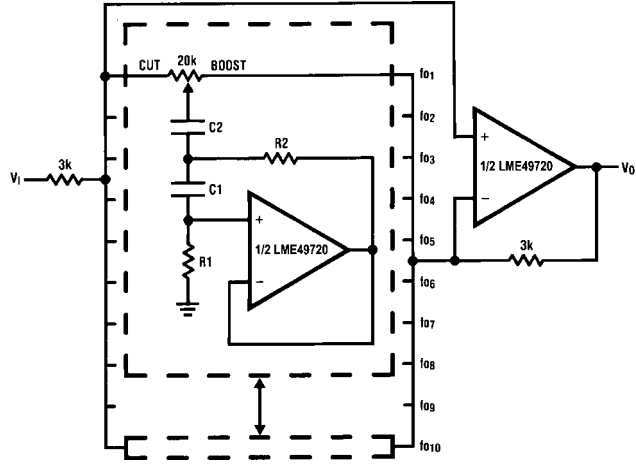 20k
CUT
BOOST
fo1
C2
fo2
R2
fo3
+
1/2 LME49720
−
VO
3k
VI
C1
fo4
+
1/2 LME49720
−
R1
fo5
3k
fo6
fo7
fo8
fo9
fo10